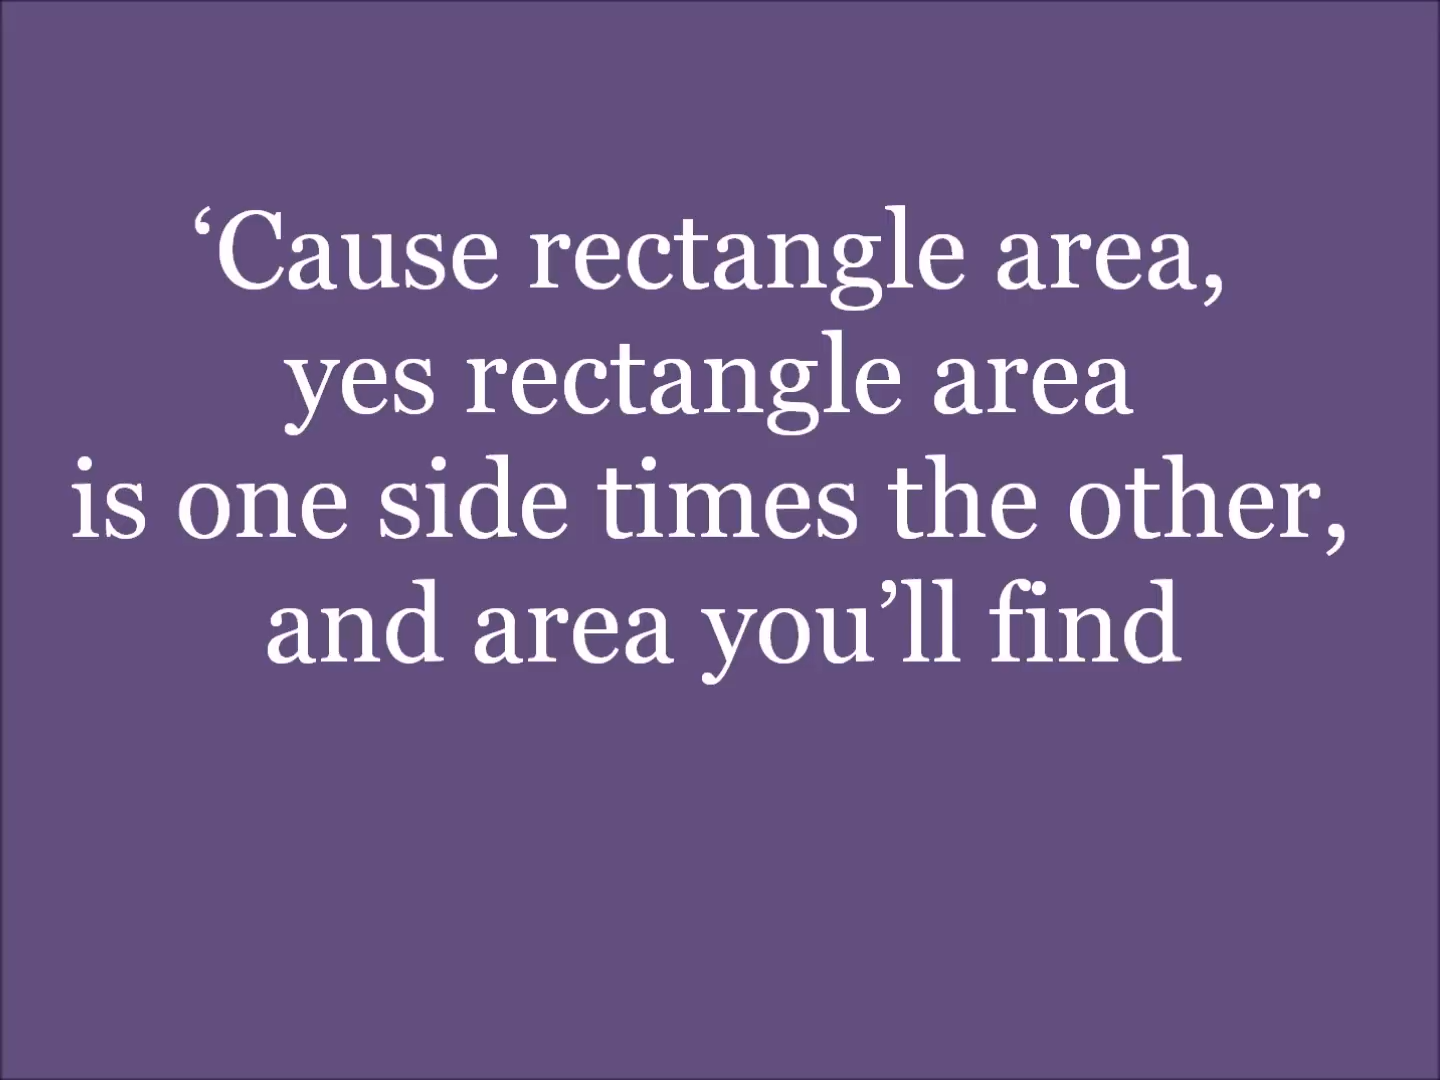 ‘Cause rectangle area,
yes rectangle area
is one side times the other,
and area you’ll find